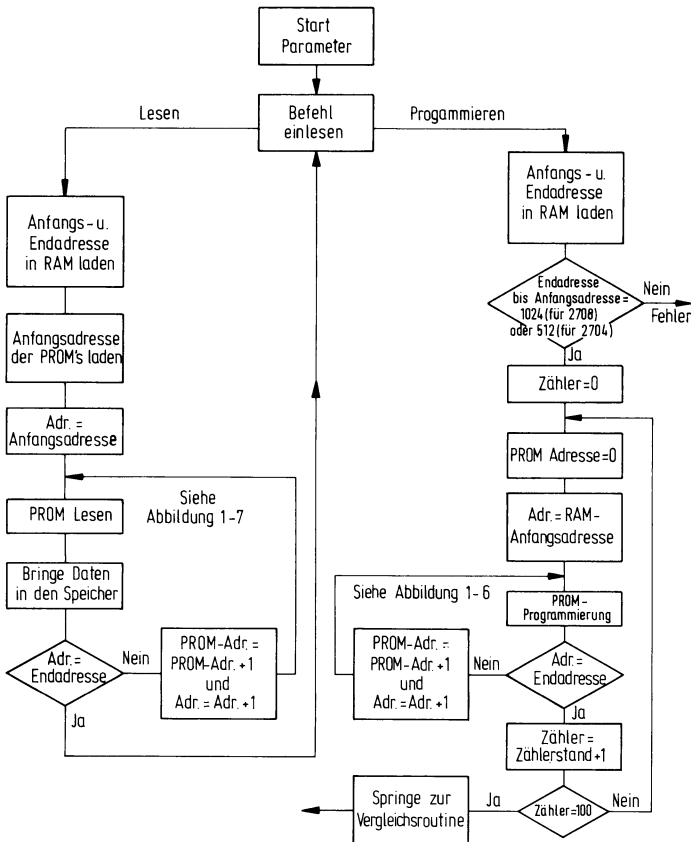 Start
Parameter
Befehl
einlesen
Lesen
Progammieren
Anfangs-u.
Endadresse
in RAM laden
Anfangsadresse
der PROM's laden
Adr.=
Anfangsadresse
Siehe
Abbildung 1-7
PROM Lesen
Bringe Daten
in den Speicher
Adr.=
Endadresse
Nein
PROM-Adr.=
PROM-Adr.+1
und
Adr.=Adr.+1
Ja
Anfangs-u.
Endadresse
in RAM laden
Endadresse
bis Anfangsadresse=
1024(für 2708)
oder 512(für 2704)
Nein
Fehler
Ja
Zähler=0
PROM Adresse=0
Adr.=RAM-
Anfangsadresse
Siehe Abbildung 1-6
PROM-
Programmierung
PROM-Adr.=
PROM-Adr.+1
und
Adr.=Adr.+1
Nein
Adr.=
Endadresse
Ja
Zähler=
Zählerstand+1
Springe zur
Vergleichsroutine
Ja
Zähler=100
Nein